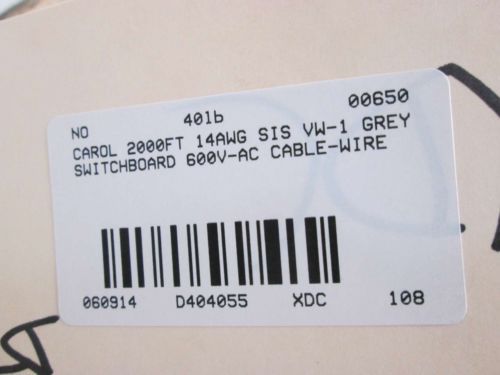 NO 401b 00650
CAROL 2000FT 14AWG SIS VW-1 GREY
SWITCHBOARD 600V-AC CABLE-WIRE
060914 D404055 XDC 108